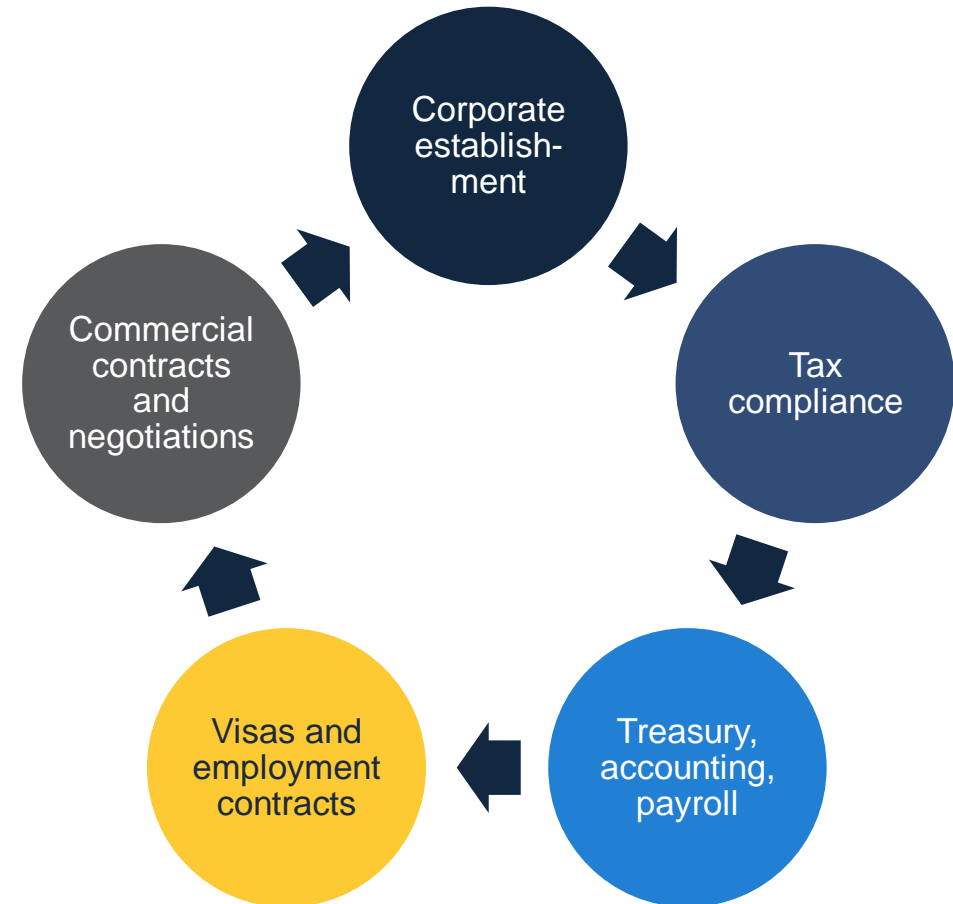 Corporate
establish-
ment
Tax
compliance
Treasury,
accounting,
payroll
Visas and
employment
contracts
Commercial
contracts
and
negotiations